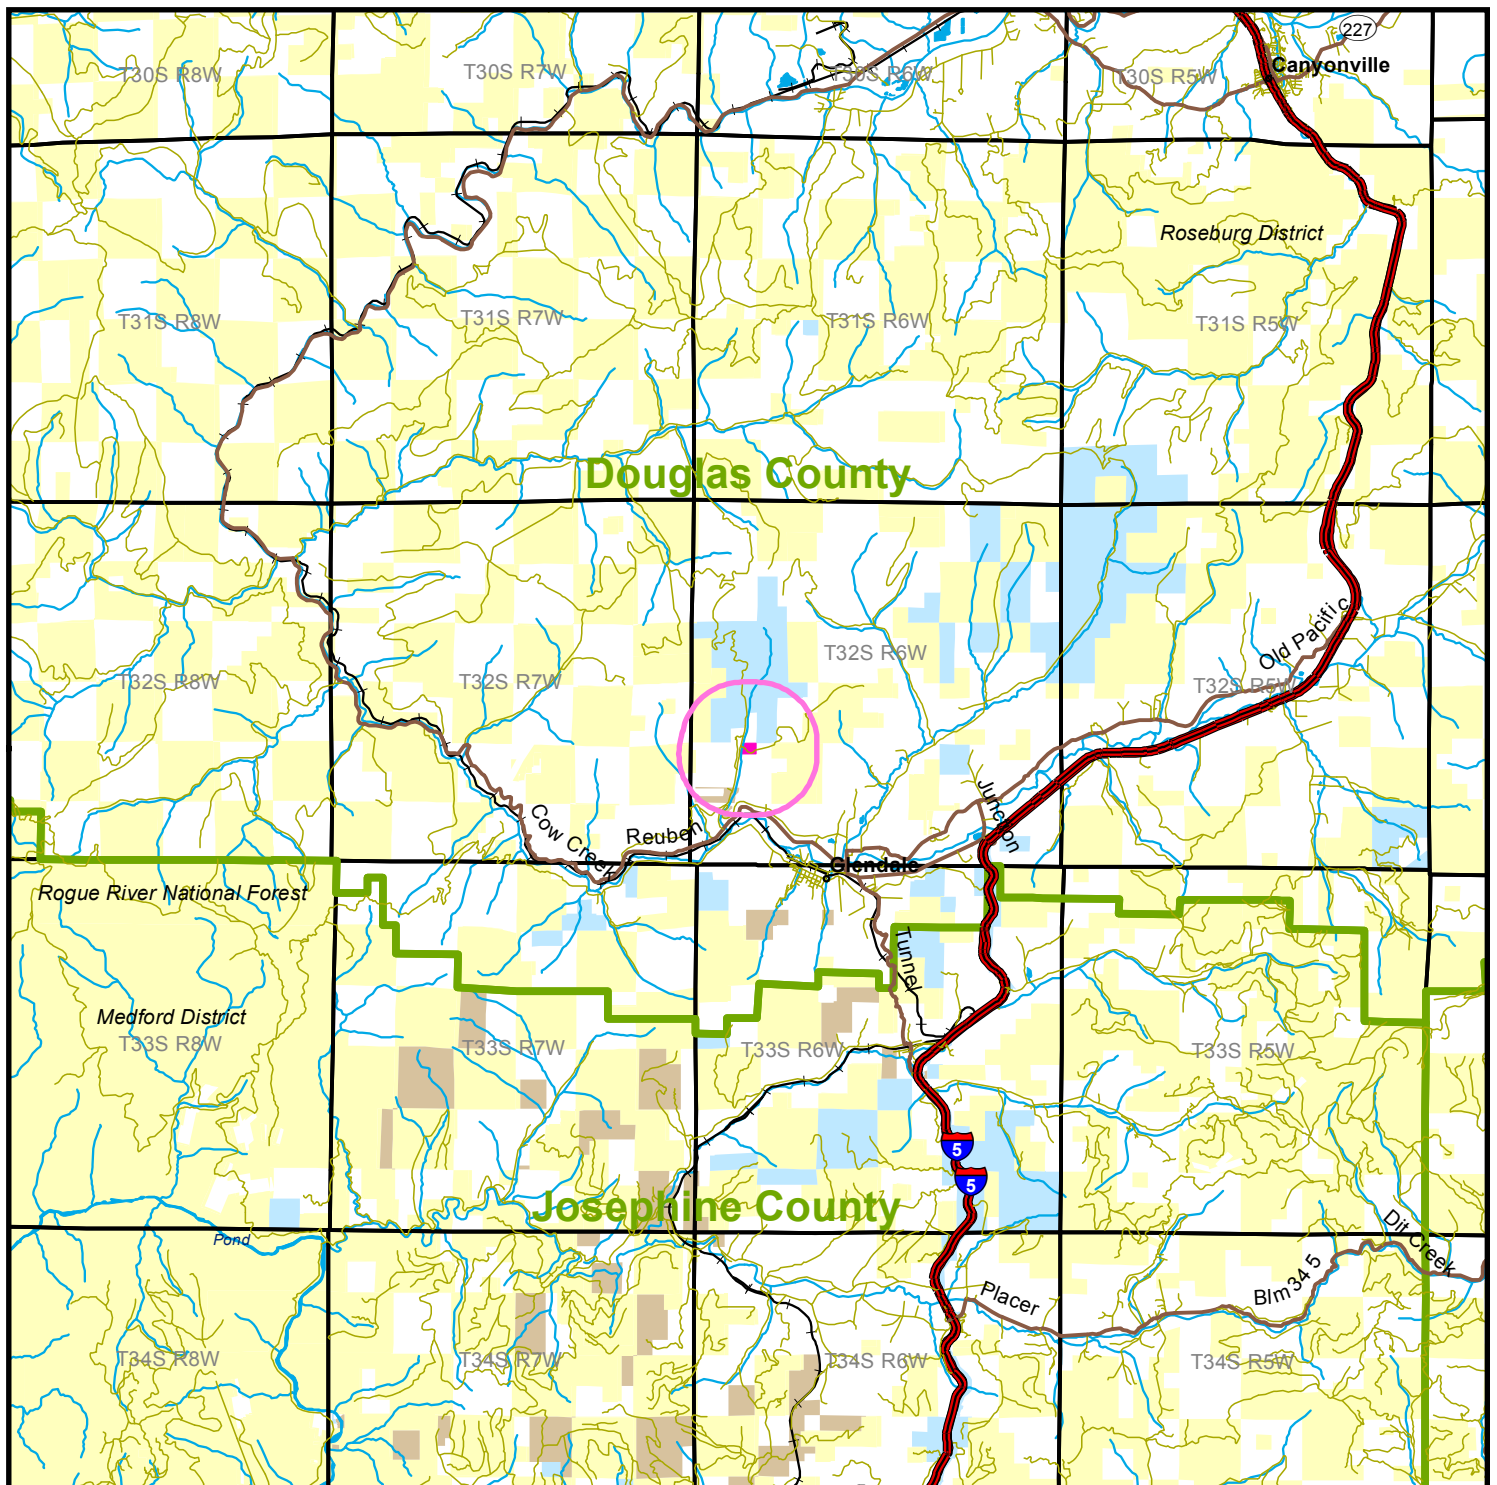 227
Canyonville
T30S R8W
T30S R7W
T30S R6W
T30S R5W
Roseburg District
T31S R8W
T31S R7W
T31S R6W
T31S R5W
Douglas County
Old Pacific
T32S R8W
T32S R7W
T32S R6W
T32S R5W
Junction
Cow Creek
Reuben
Glendale
Rogue River National Forest
Tunnel
Medford District
T33S R8W
T33S R7W
T33S R6W
T33S R5W
5
5
Josephine County
Pond
Dit Creek
Blm 34 5
Placer
T34S R8W
T34S R7W
T34S R6W
T34S R5W